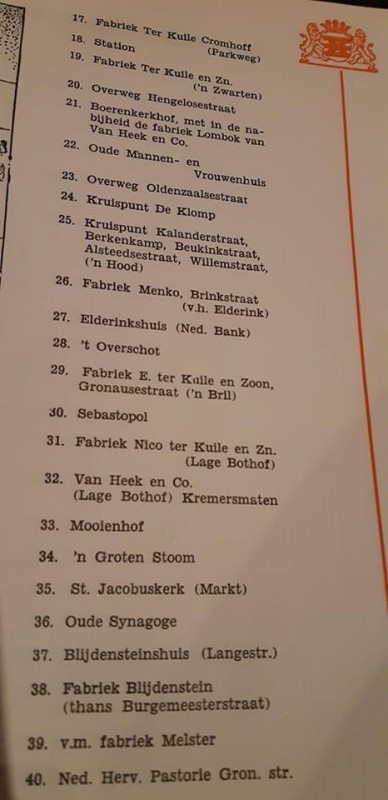 17. Fabriek Ter Kuile Cromhoff
(Parkweg)
18. Station
19. Fabriek Ter Kuile en Zn.
('n Zwarten)
20. Overweg Hengelosestraat
21. Boerenkerkhof, met in de na-
bijheid de fabriek Lombok van
Van Heek en Co.
22. Oude Mannen- en
Vrouwenhuis
23. Overweg Oldenzaalsestraat
24. Kruispunt De Klomp
25. Kruispunt Kalanderstraat,
Berkenkamp, Beukinkstraat,
Alsteedsestraat, Willemstraat,
('n Hood)
26. Fabriek Menko, Brinkstraat
(v.h. Elderink)
27. Elderinkshuis (Ned. Bank)
28. 't Overschot
29. Fabriek E. ter Kuile en Zoon,
Gronausestraat ('n Bril)
30. Sebastopol
31. Fabriek Nico ter Kuile en Zn.
(Lage Bothof)
32. Van Heek en Co.
(Lage Bothof) Kremersmaten
33. Mooienhof
34. 'n Groten Stoom
35. St. Jacobuskerk (Markt)
36. Oude Synagoge
37. Blijdensteinshuis (Langestr.)
38. Fabriek Blijdenstein
(thans Burgemeesterstraat)
39. v.m. fabriek Melster
40. Ned. Herv. Pastorie Gron. str.